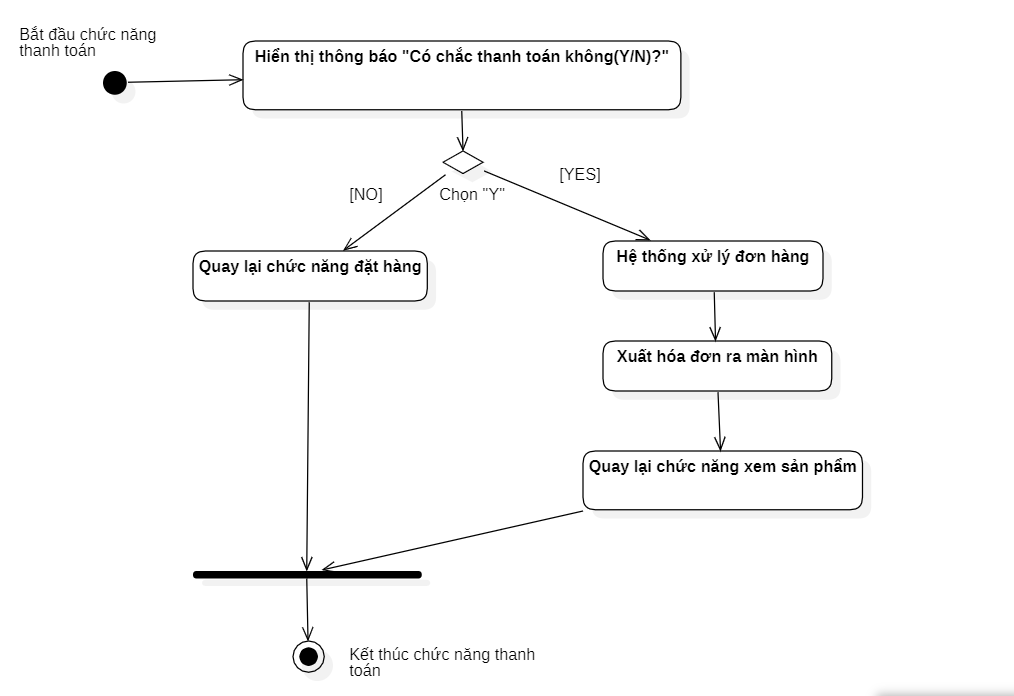 Bắt đầu chức năng
thanh toán
Hiển thị thông báo "Có chắc thanh toán không(Y/N)?"
[YES]
[NO]
Chọn "Y"
Hệ thống xử lý đơn hàng
Quay lại chức năng đặt hàng
Xuất hóa đơn ra màn hình
Quay lại chức năng xem sản phẩm
Kết thúc chức năng thanh
toán